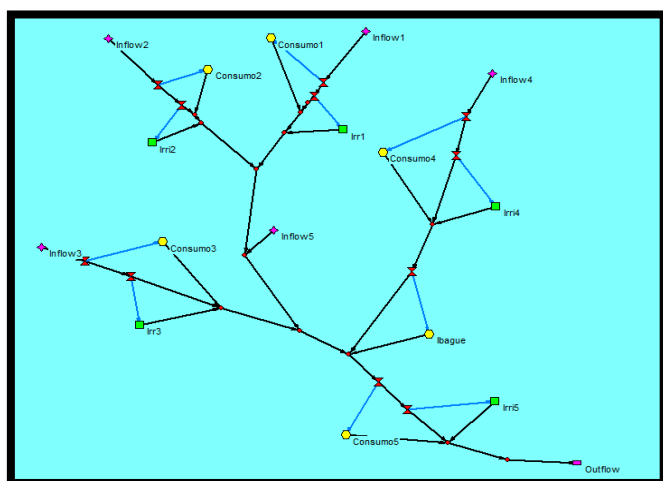 Inflow2
Consumo1
Inflow1
Consumo2
Inflow4
Irr1
Irri2
Consumo4
Irri4
Inflow5
Consumo3
Inflow3
Irr3
Ibague
Irri5
Consumo5
Outflow